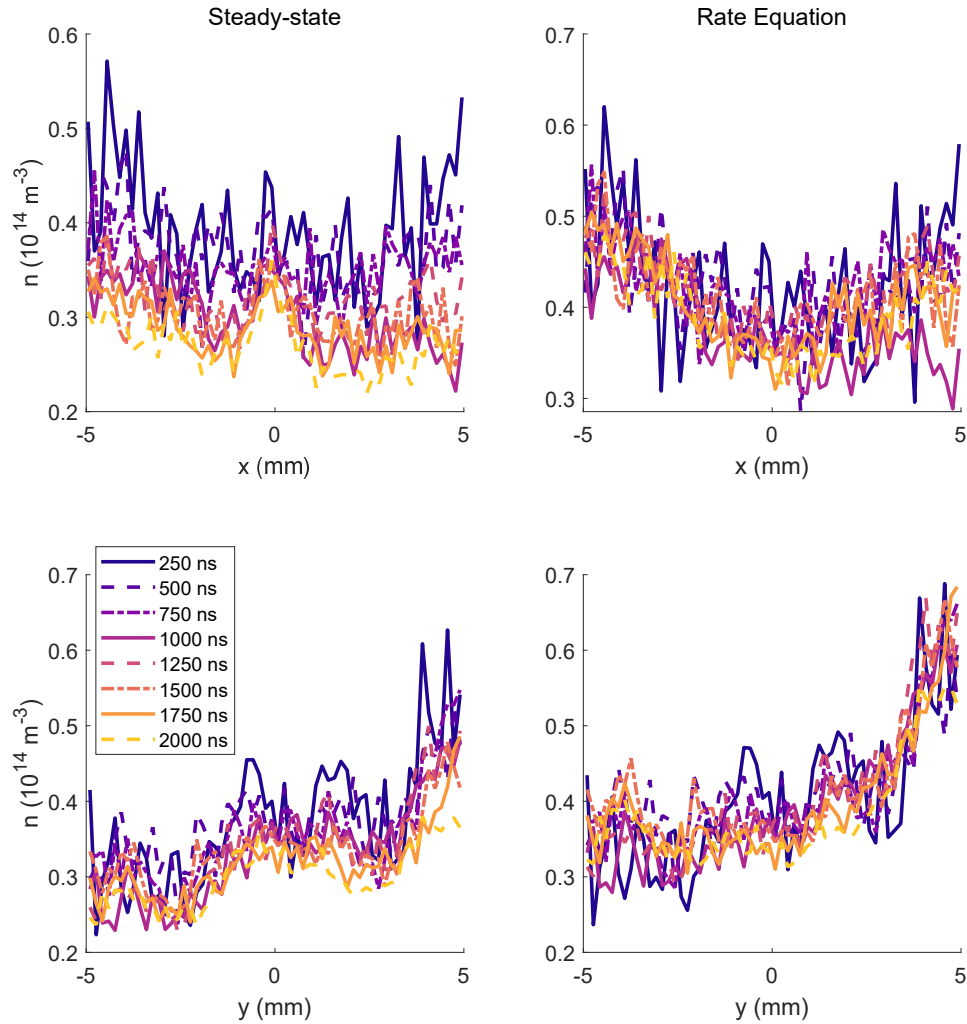 Steady-state
0.6
0.5
0.4
0.3
0.2
n (10^14 m^-3)
-5 0 5
x (mm)
Rate Equation
0.7
0.6
0.5
0.4
0.3
-5 0 5
x (mm)
0.7
0.6
0.5
0.4
0.3
0.2
n (10^14 m^-3)
250 ns
500 ns
750 ns
1000 ns
1250 ns
1500 ns
1750 ns
2000 ns
-5 0 5
y (mm)
0.7
0.6
0.5
0.4
0.3
0.2
-5 0 5
y (mm)